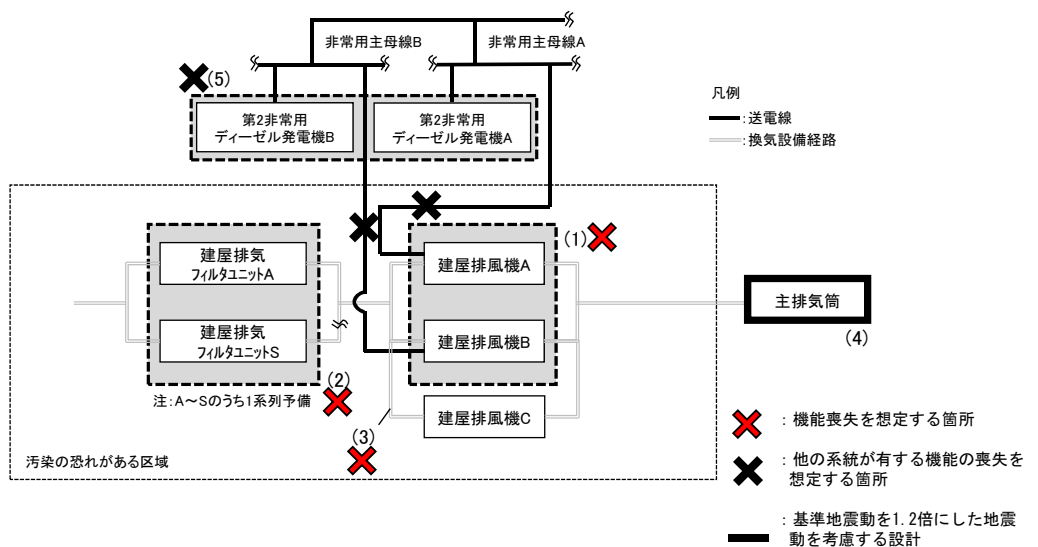 非常用主母線B
非常用主母線A
(5)
第2非常用
ディーゼル発電機B
第2非常用
ディーゼル発電機A
凡例
：送電線
：換気設備経路
建屋排気
フィルタユニットA
建屋排気
フィルタユニットS
注：A～Sのうち1系列予備
(2)
(3)
(1)
建屋排風機A
建屋排風機B
建屋排風機C
主排気筒
(4)
汚染の恐れがある区域
：機能喪失を想定する箇所
：他の系統が有する機能の喪失を
想定する箇所
：基準地震動を1.2倍にした地震
動を考慮する設計